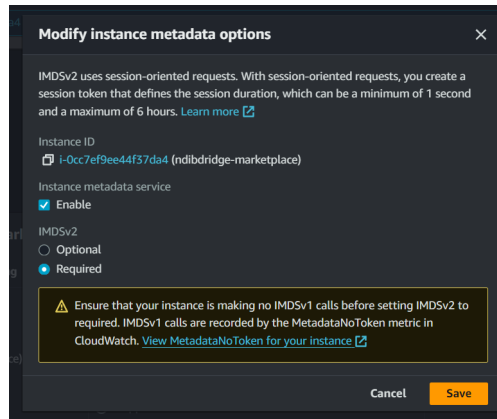 Modify instance metadata options
IMDSv2 uses session-oriented requests. With session-oriented requests, you create a
session token that defines the session duration, which can be a minimum of 1 second
and a maximum of 6 hours. Learn more
Instance ID
i-0cc7ef9ee44f37da4 (ndibdridge-marketplace)
Instance metadata service
Enable
IMDSv2
Optional
Required
Ensure that your instance is making no IMDSv1 calls before setting IMDSv2 to
required. IMDSv1 calls are recorded by the MetadataNoToken metric in
CloudWatch. View MetadataNoToken for your instance
Cancel
Save